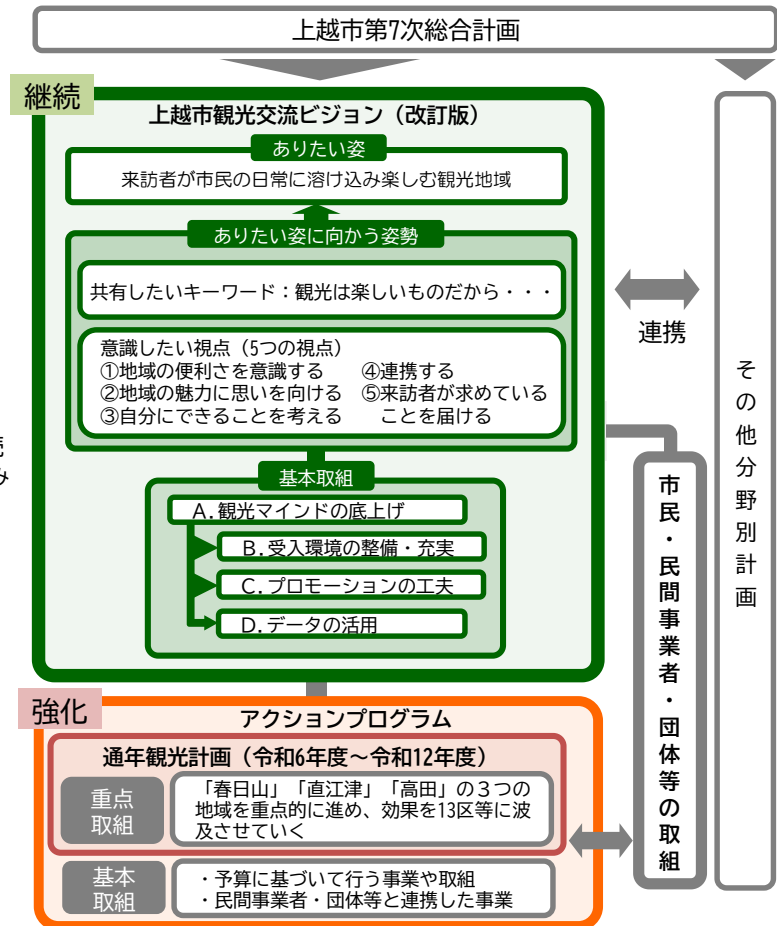 上越市第7次総合計画
継続
上越市観光交流ビジョン（改訂版）
ありたい姿
来訪者が市民の日常に溶け込み楽しむ観光地域
ありたい姿に向かう姿勢
共有したいキーワード：観光は楽しいものだから・・・
意識したい視点（5つの視点）
①地域の便利さを意識する
②地域の魅力に思いを向ける
③自分にできることを考える
④連携する
⑤来訪者が求めている
ことを届ける
基本取組
A.観光マインドの底上げ
B.受入環境の整備・充実
C.プロモーションの工夫
D.データの活用
連携
その他分野別計画
市民・民間事業者・団体等の取組
強化
アクションプログラム
通年観光計画（令和6年度～令和12年度）
重点
取組
「春日山」「直江津」「高田」の３つの
地域を重点的に進め、効果を13区等に波
及させていく
基本
取組
・予算に基づいて行う事業や取組
・民間事業者・団体等と連携した事業